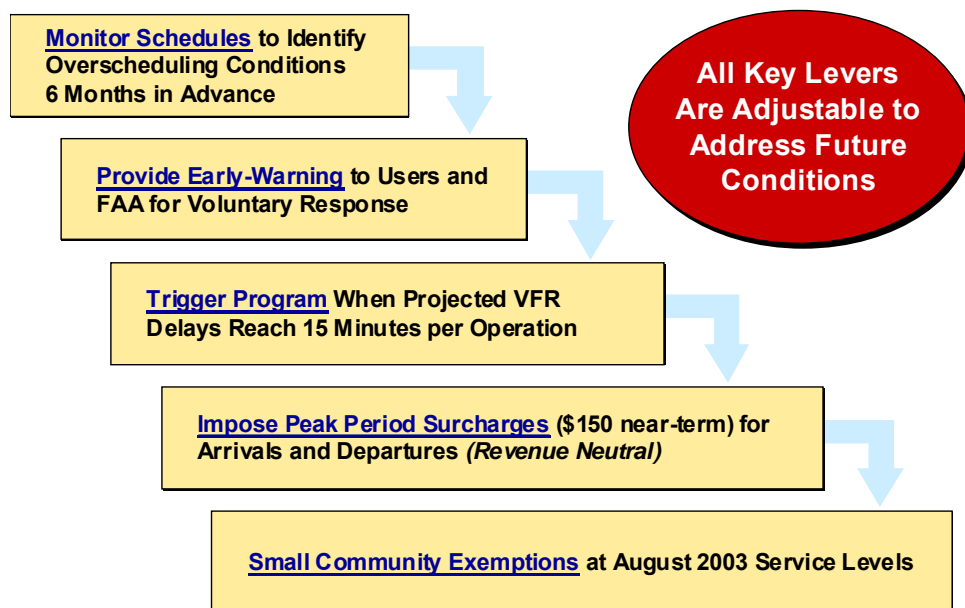 Monitor Schedules to Identify
Overscheduling Conditions
6 Months in Advance
All Key Levers
Are Adjustable to
Address Future
Conditions
Provide Early-Warning to Users and
FAA for Voluntary Response
Trigger Program When Projected VFR
Delays Reach 15 Minutes per Operation
Impose Peak Period Surcharges ($150 near-term) for
Arrivals and Departures (Revenue Neutral)
Small Community Exemptions at August 2003 Service Levels